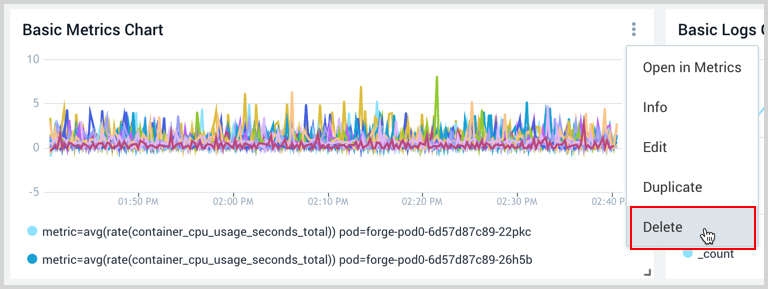 Basic Metrics Chart
Basic Logs
10
5
0
-5
01:50 PM
02:00 PM
02:10 PM
02:20 PM
02:30 PM
02:40
metric=avg(rate(container_cpu_usage_seconds_total)) pod=forge-pod0-6d57d87c89-22pkc
metric=avg(rate(container_cpu_usage_seconds_total)) pod=forge-pod0-6d57d87c89-26h5b
Open in Metrics
Info
Edit
Duplicate
Delete
_count